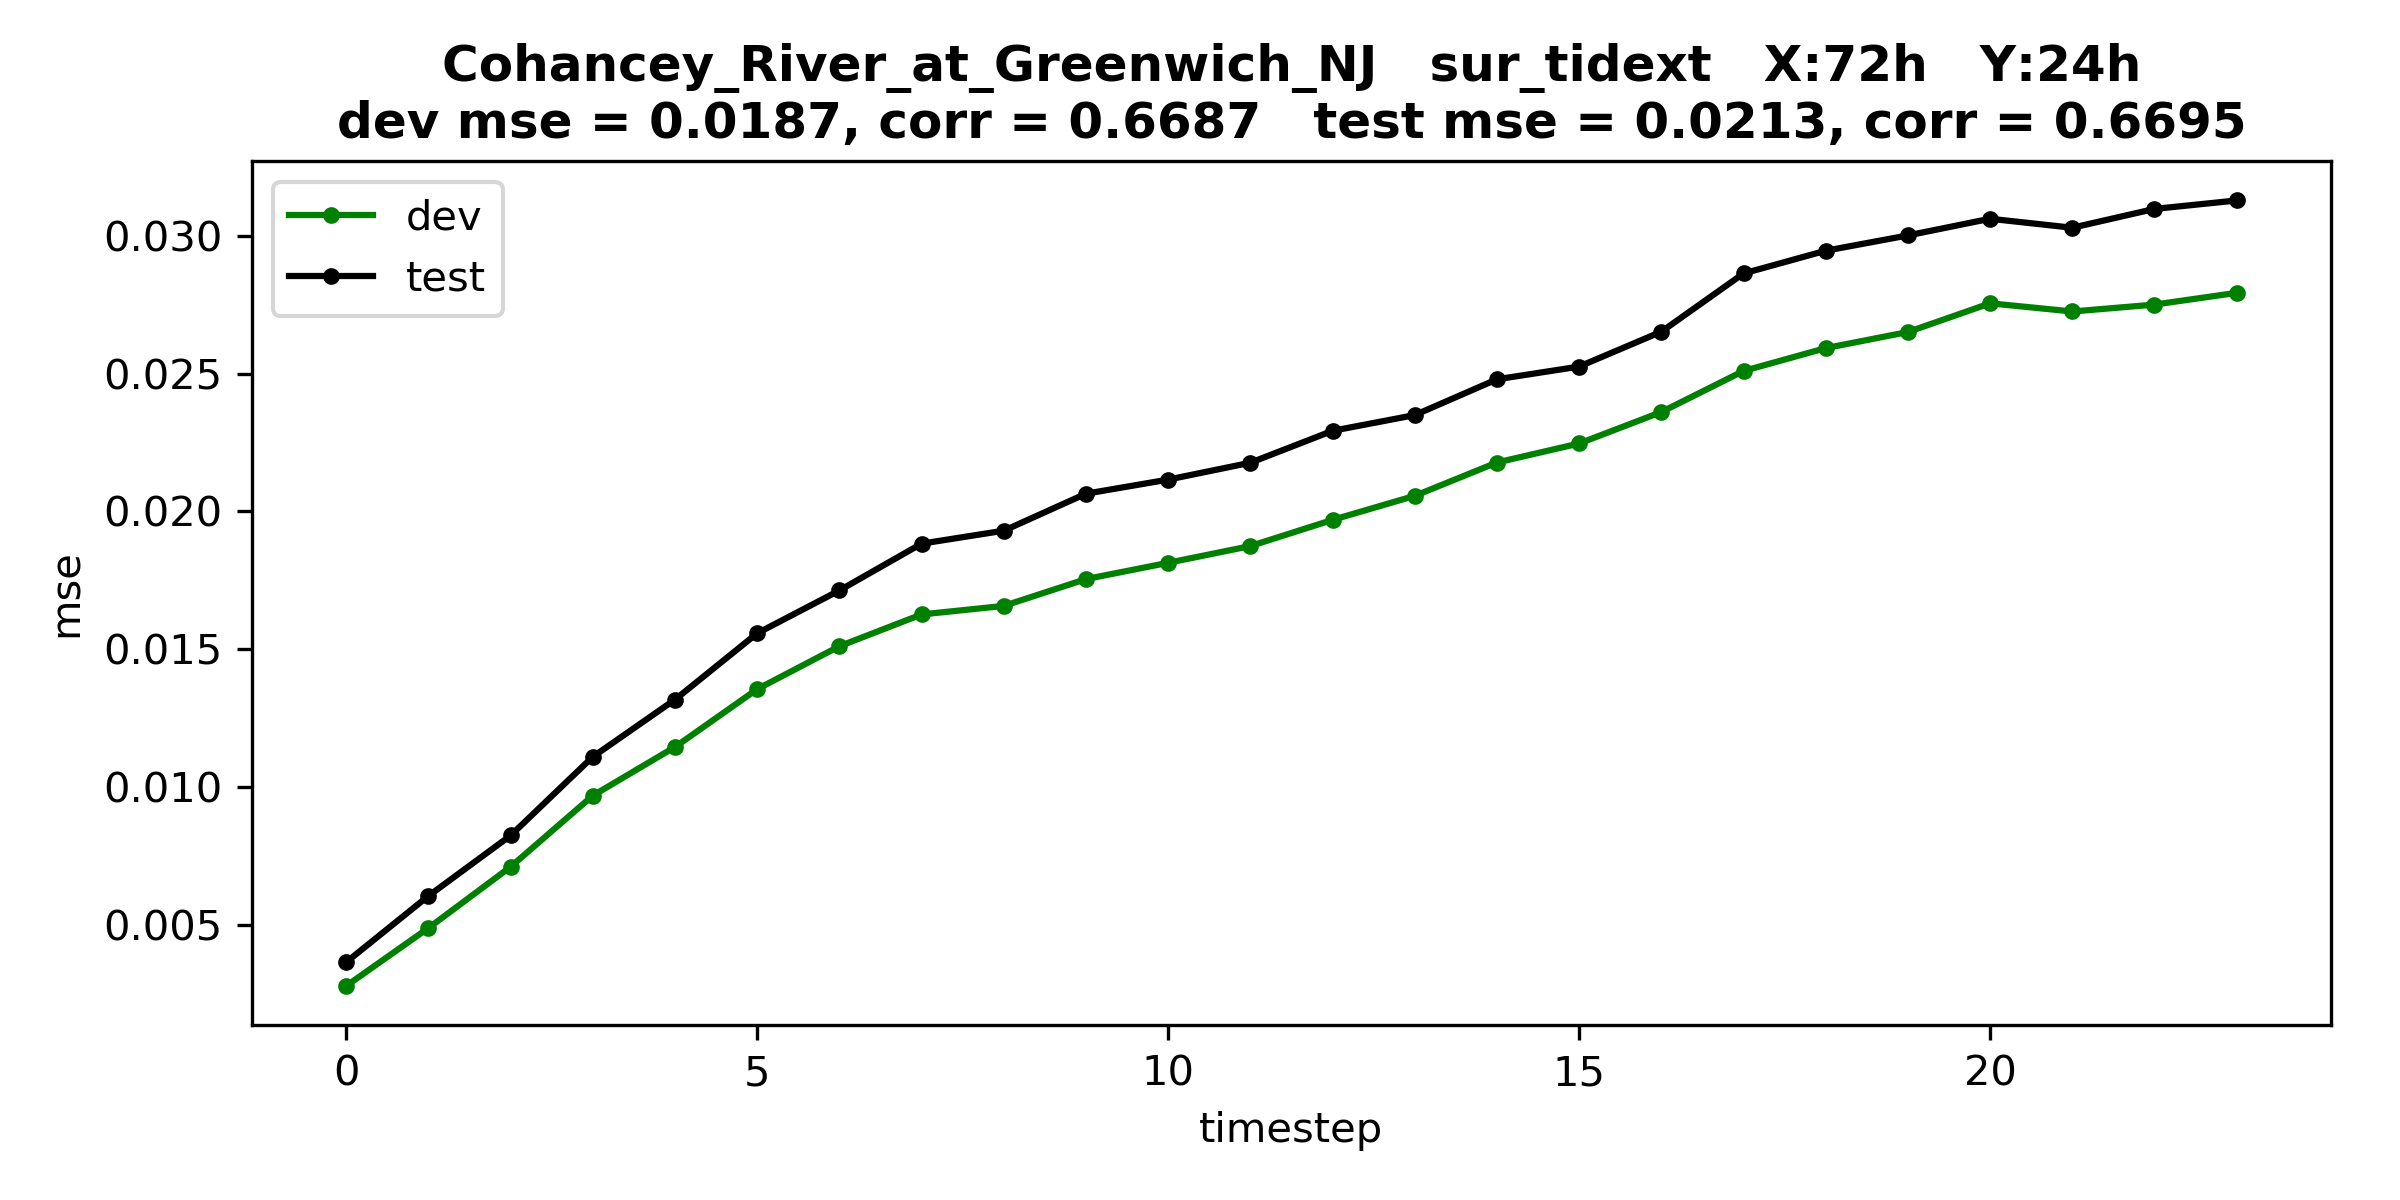 Cohancey_River_at_Greenwich_NJ   sur_tidext   X:72h   Y:24h
dev mse = 0.0187, corr = 0.6687   test mse = 0.0213, corr = 0.6695
dev
test
0.030
0.025
0.020
0.015
0.010
0.005
mse
0 5 10 15 20
timestep